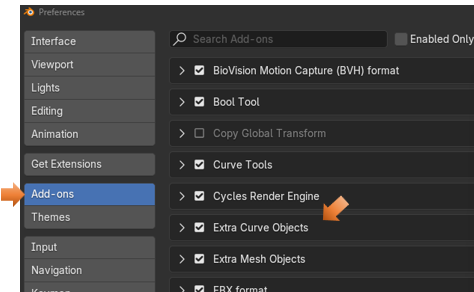 Preferences
Interface
Viewport
Lights
Editing
Animation
Get Extensions
Add-ons
Themes
Input
Navigation
Keymap
Search Add-ons
Enabled Only
BioVision Motion Capture (BVH) format
Bool Tool
Copy Global Transform
Curve Tools
Cycles Render Engine
Extra Curve Objects
Extra Mesh Objects
FBX format